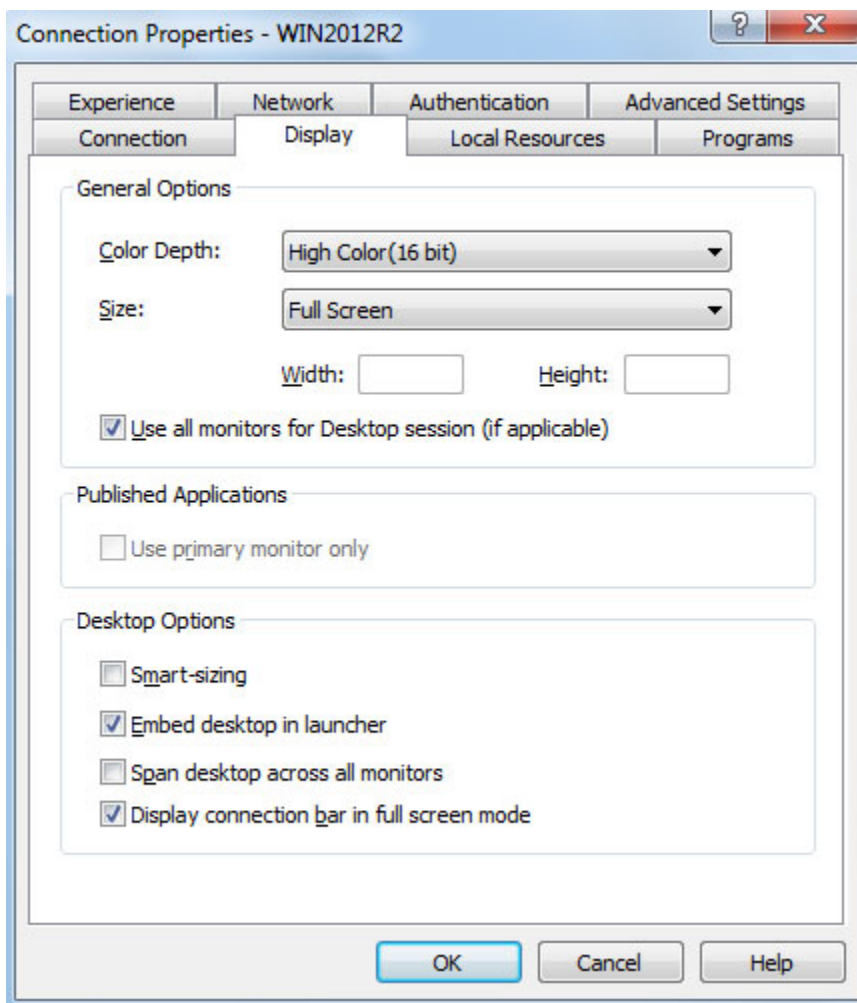 Connection Properties - WIN2012R2
Experience Network Authentication Advanced Settings
Connection Display Local Resources Programs
General Options
Color Depth: High Color(16 bit)
Size: Full Screen
Width: Height:
Use all monitors for Desktop session (if applicable)
Published Applications
Use primary monitor only
Desktop Options
Smart-sizing
Embed desktop in launcher
Span desktop across all monitors
Display connection bar in full screen mode
OK Cancel Help